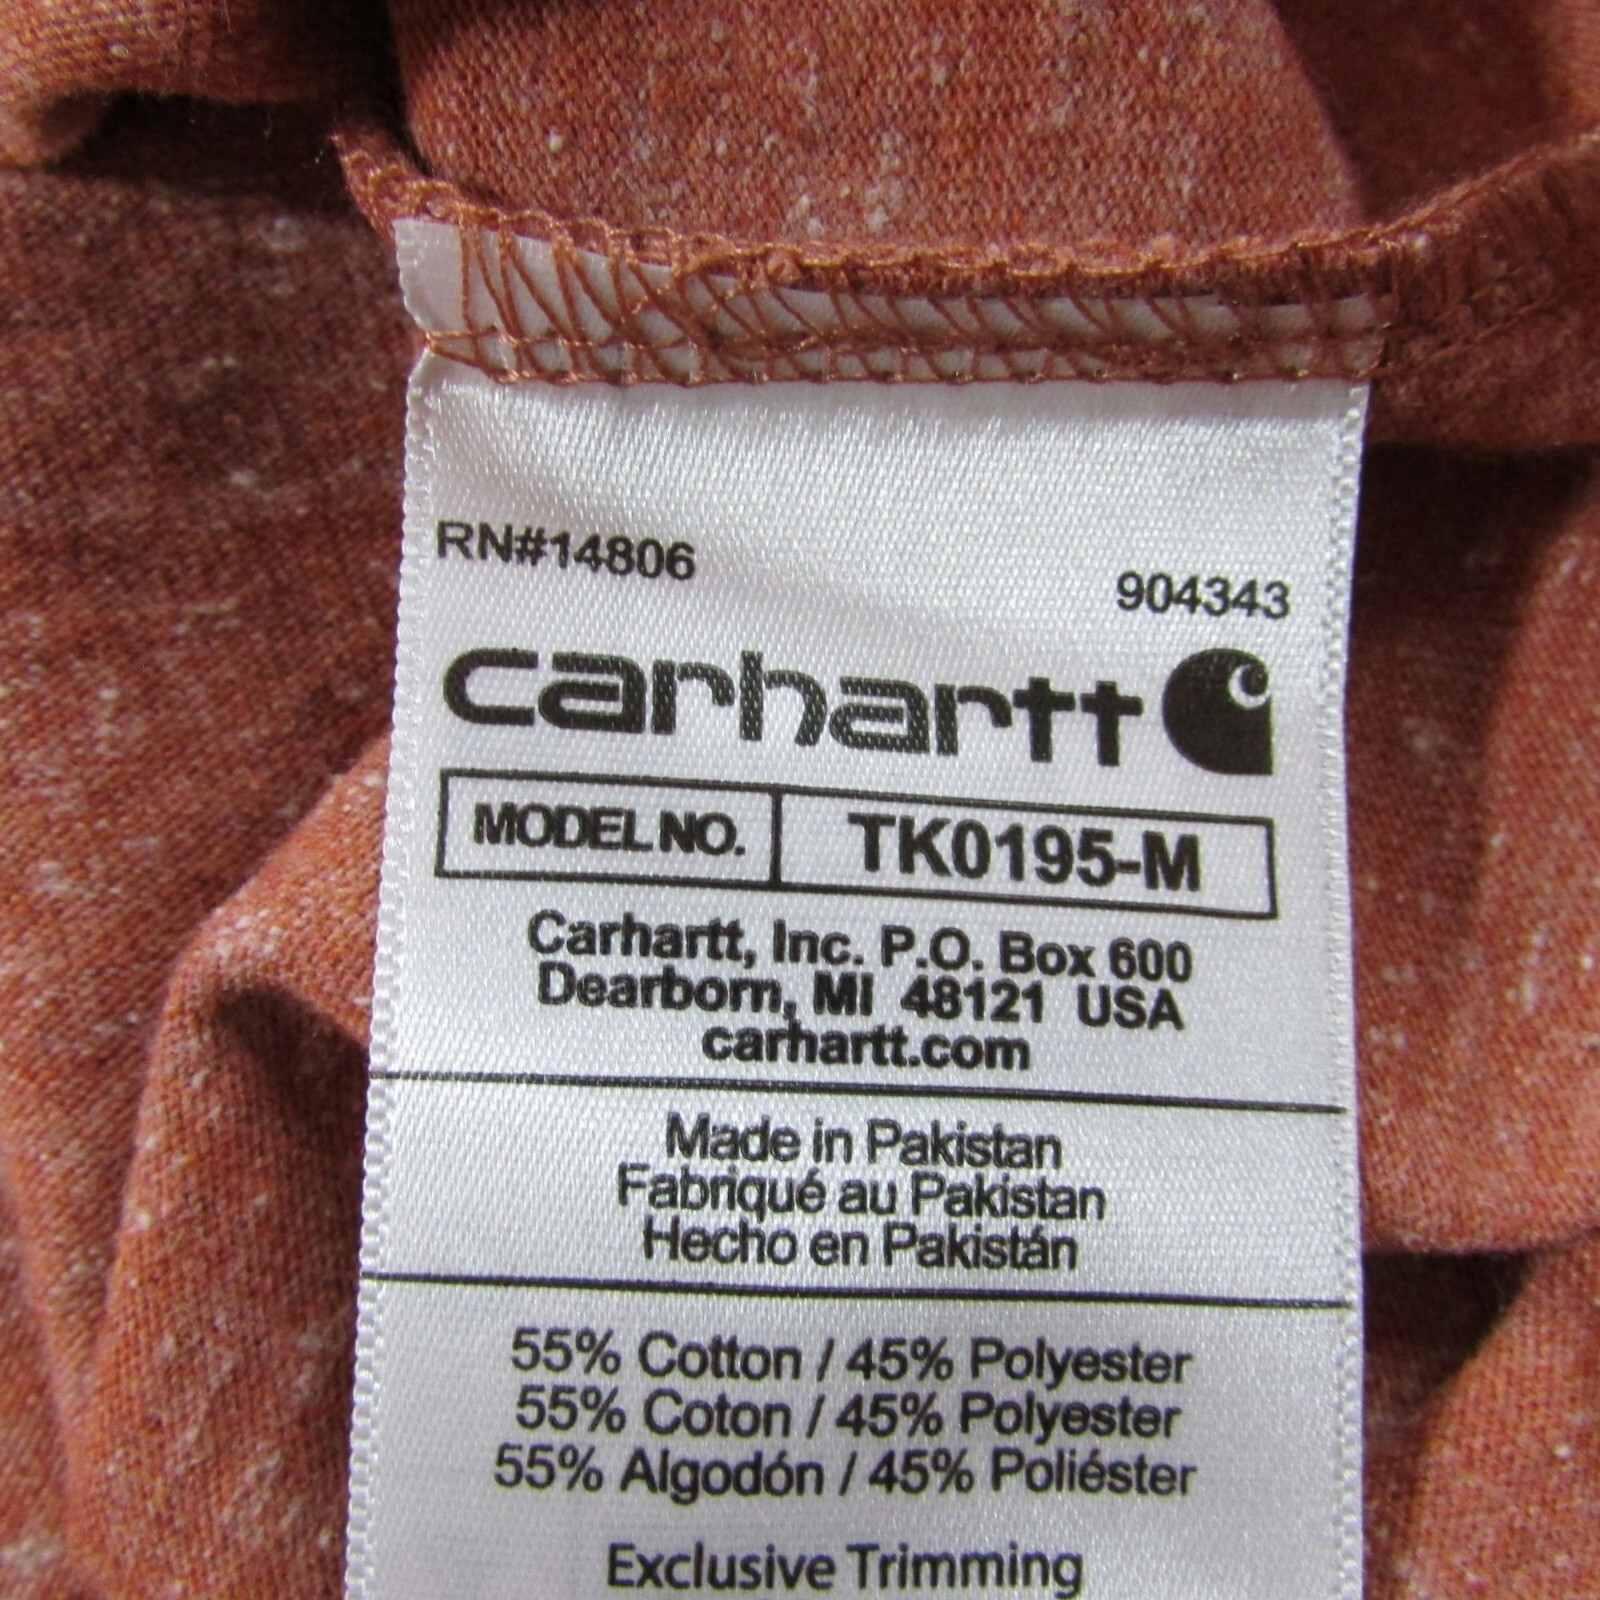 RN#14806
904343
carhartt
MODEL NO. TK0195-M
Carhartt, Inc. P.O. Box 600
Dearborn, MI 48121 USA
carhartt.com
Made in Pakistan
Fabriqué au Pakistan
Hecho en Pakistán
55% Cotton / 45% Polyester
55% Coton / 45% Polyester
55% Algodón / 45% Poliéster
Exclusive Trimming